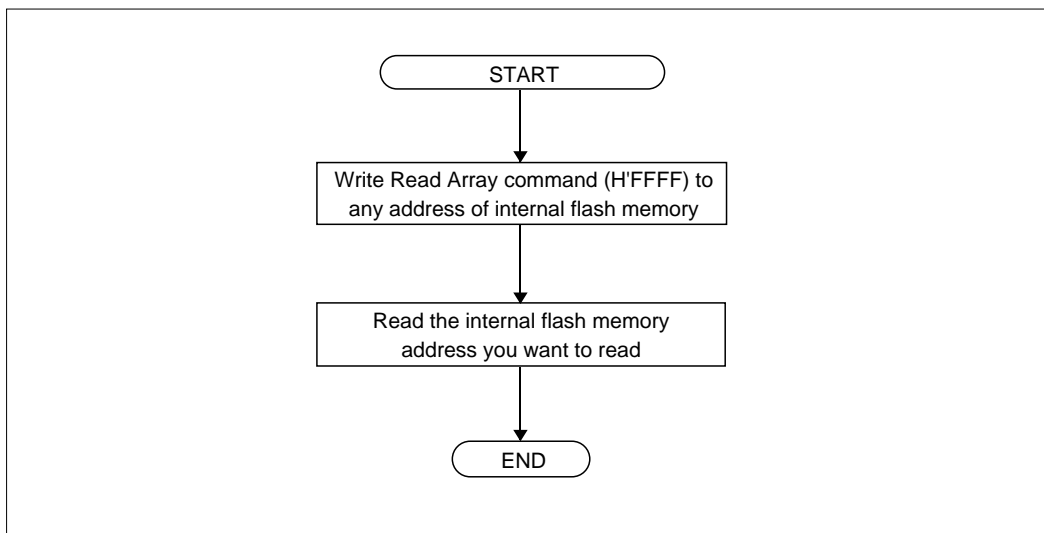 START
Write Read Array command (H'FFFF) to
any address of internal flash memory
Read the internal flash memory
address you want to read
END